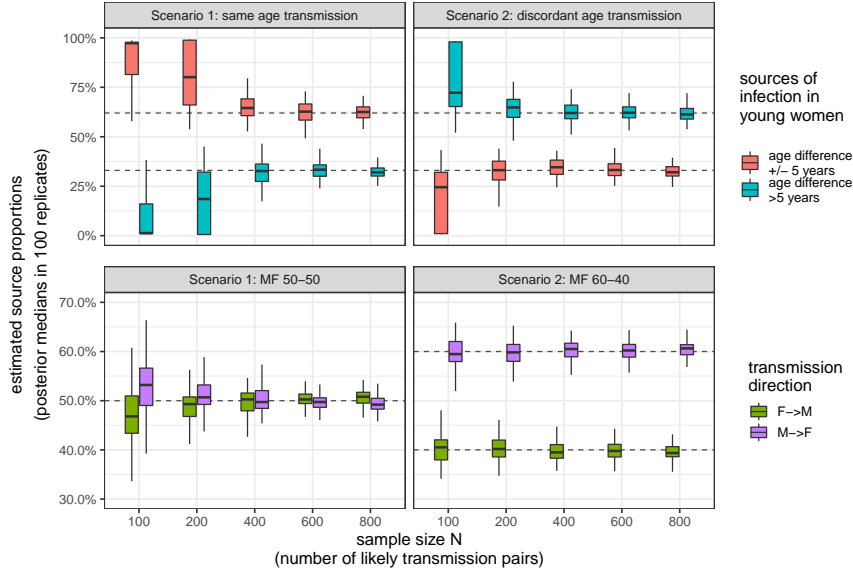 Scenario 1: same age transmission
Scenario 2: discordant age transmission
100%
75%
50%
25%
0%
sources of
infection in
young women
age difference
+/− 5 years
age difference
>5 years
estimated source proportions
(posterior medians in 100 replicates)
Scenario 1: MF 50−50
Scenario 2: MF 60−40
70.0%
60.0%
50.0%
40.0%
30.0%
transmission
direction
F−>M
M−>F
100 200 400 600 800
100 200 400 600 800
sample size N
(number of likely transmission pairs)